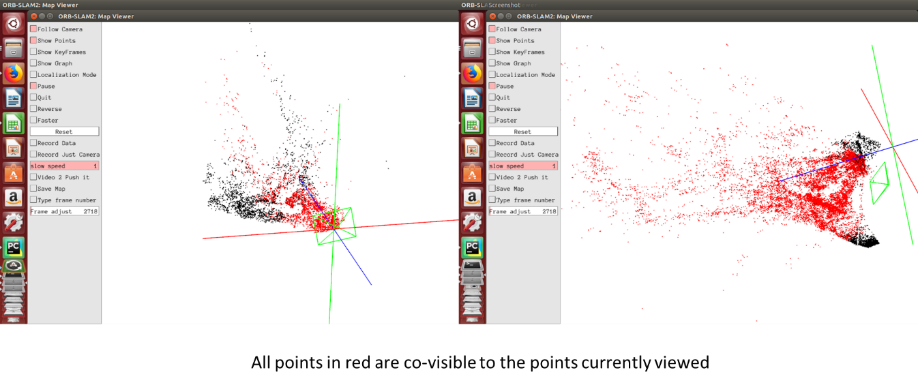 ORB-SLAM2: Map Viewer
ORB-SLAM2: Map Viewer
Follow Camera
Show Points
Show KeyFrames
Show Graph
Localization Mode
Pause
Quit
Reverse
Faster
Reset
Record Data
Record Just Camera
slow speed 1
Video 2 Push it
Save Map
Type frame number
Frame adjust 2718
ORB-SL Screenshot
ORB-SLAM2: Map Viewer
Follow Camera
Show Points
Show KeyFrames
Show Graph
Localization Mode
Pause
Quit
Reverse
Faster
Reset
Record Data
Record Just Camera
slow speed 1
Video 2 Push it
Save Map
Type frame number
Frame adjust 2718
All points in red are co-visible to the points currently viewed